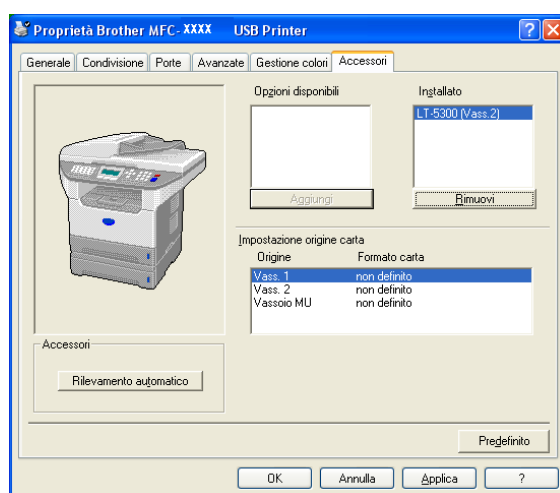 Proprietà Brother MFC- XXXX USB Printer
Generale Condivisione Porte Avanzate Gestione colori Accessori
Opzioni disponibili
Installato
LT-5300 (Vass.2)
Aggiungi
Rimuovi
Impostazione origine carta
Origine Formato carta
Vass. 1 non definito
Vass. 2 non definito
Vassoio MU non definito
Accessori
Rilevamento automatico
Predefinito
OK Annulla Applica ?